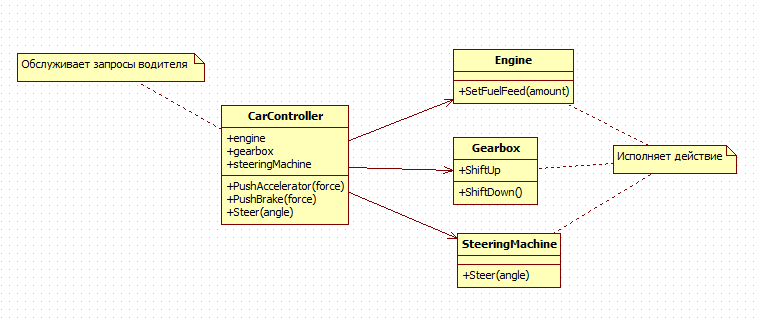 Обслуживает запросы водителя
CarController
+engine
+gearbox
+steeringMachine
+PushAccelerator(force)
+PushBrake(force)
+Steer(angle)
Engine
+SetFuelFeed(amount)
Gearbox
+ShiftUp
+ShiftDown()
SteeringMachine
+Steer(angle)
Исполняет действие